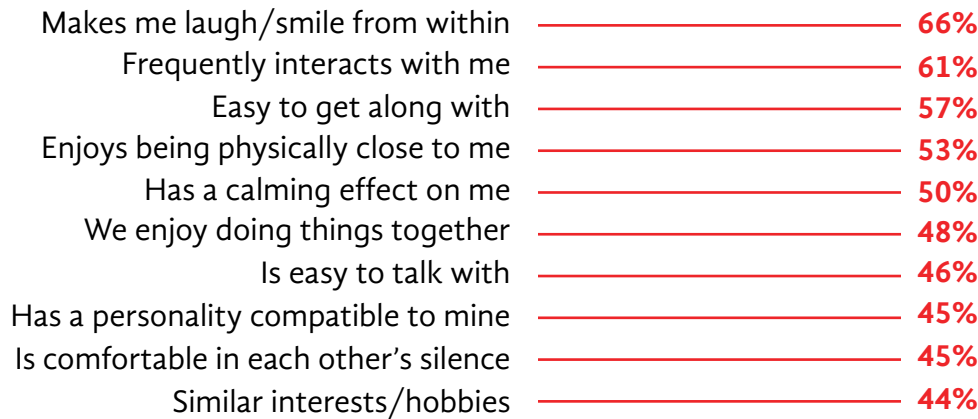 Makes me laugh/smile from within 66%
Frequently interacts with me 61%
Easy to get along with 57%
Enjoys being physically close to me 53%
Has a calming effect on me 50%
We enjoy doing things together 48%
Is easy to talk with 46%
Has a personality compatible to mine 45%
Is comfortable in each other’s silence 45%
Similar interests/hobbies 44%